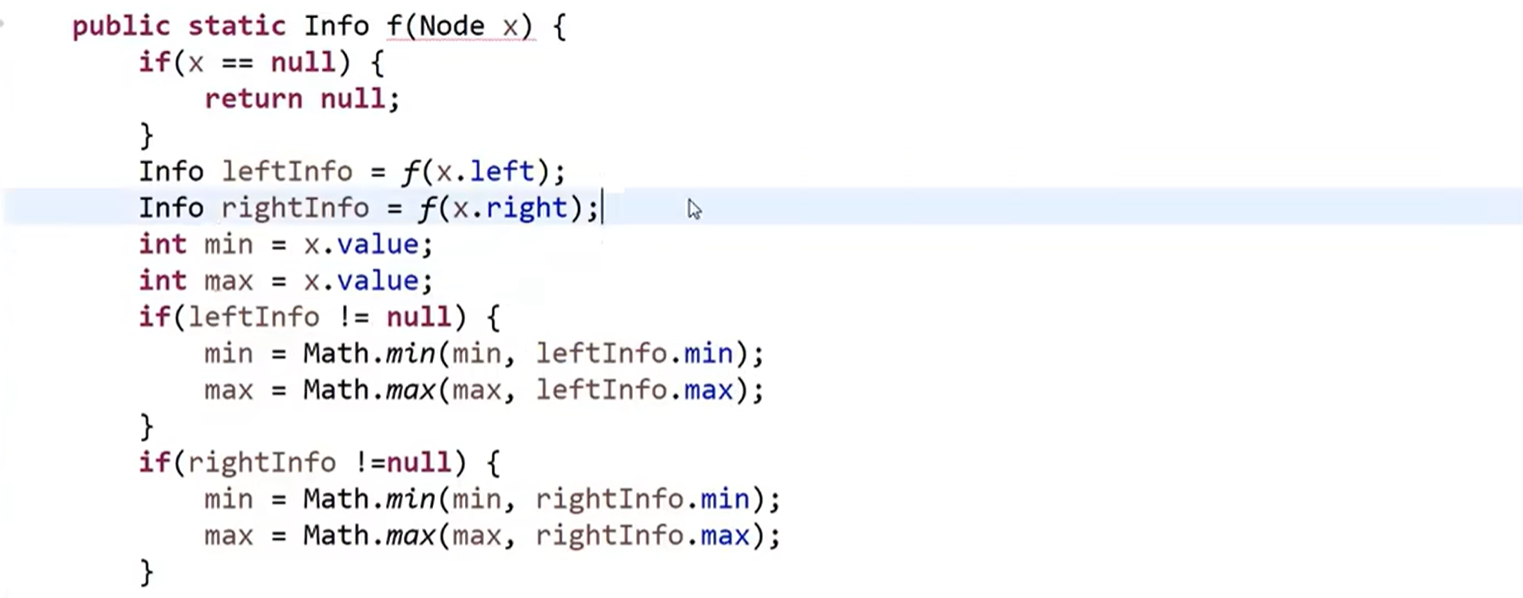 public static Info f(Node x) {
    if(x == null) {
        return null;
    }
    Info leftInfo = f(x.left);
    Info rightInfo = f(x.right);
    int min = x.value;
    int max = x.value;
    if(leftInfo != null) {
        min = Math.min(min, leftInfo.min);
        max = Math.max(max, leftInfo.max);
    }
    if(rightInfo !=null) {
        min = Math.min(min, rightInfo.min);
        max = Math.max(max, rightInfo.max);
    }